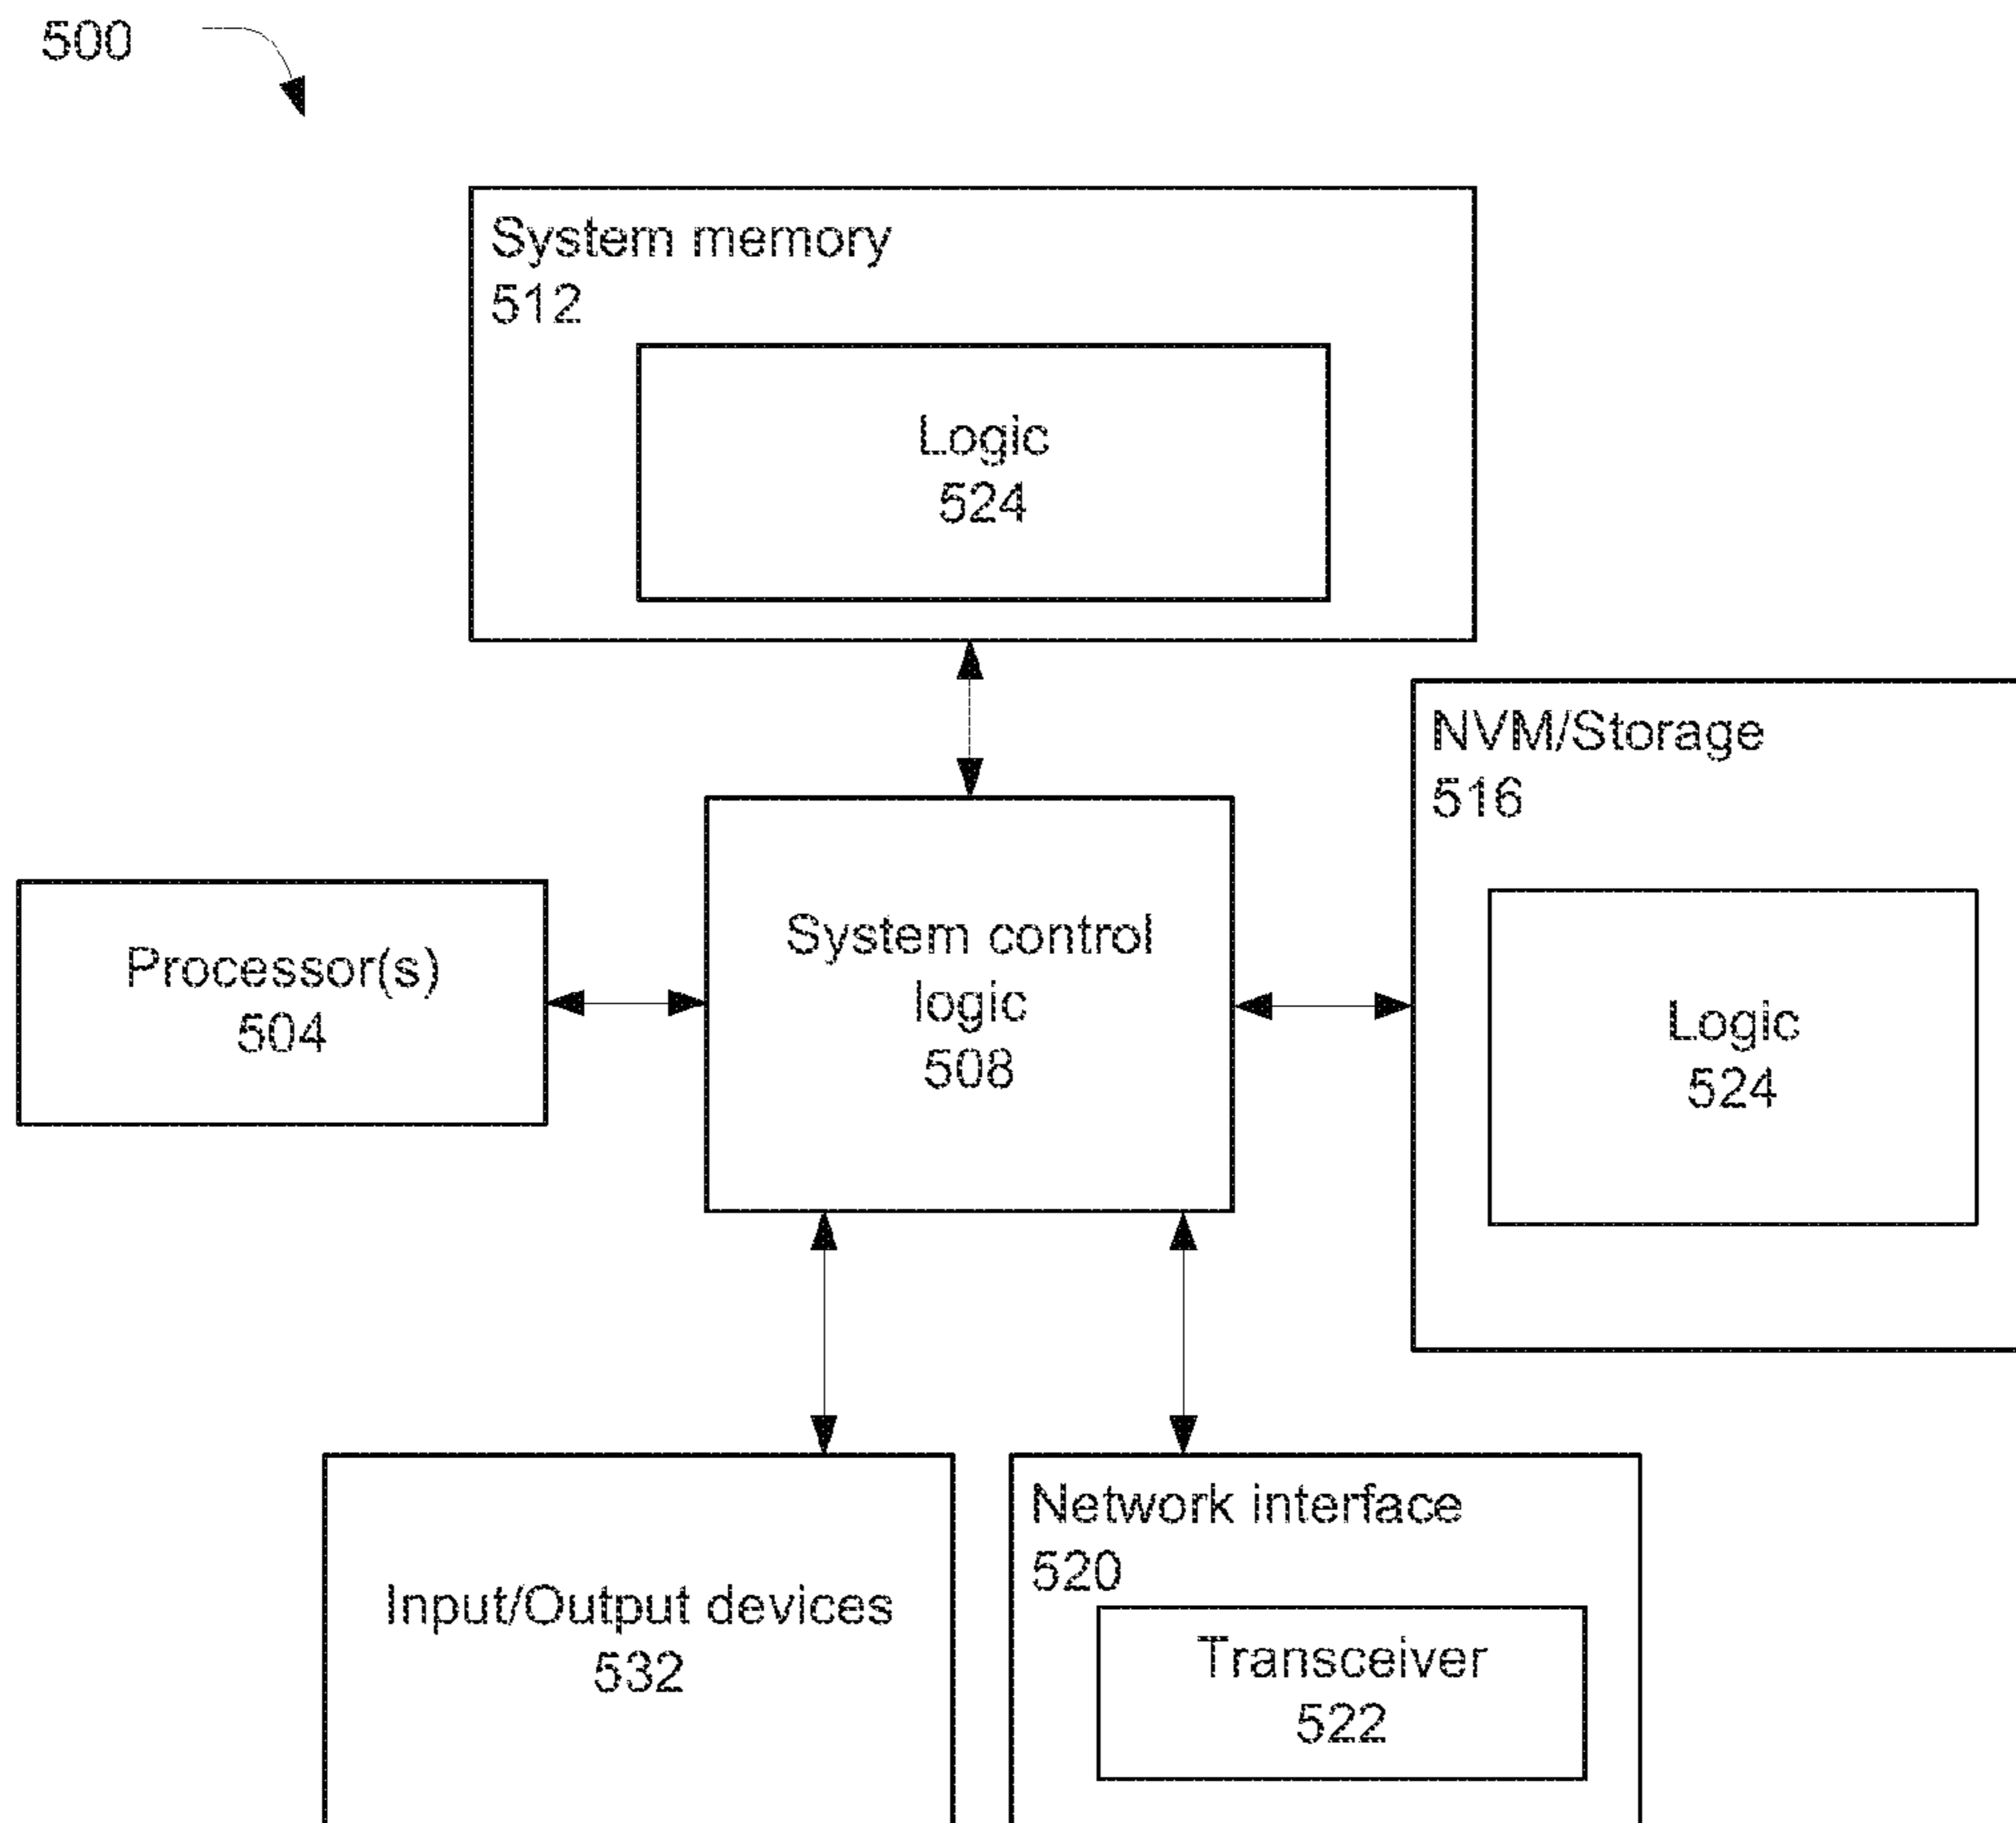 500
System memory
512
Logic
524
NVM/Storage
516
Logic
524
Processor(s)
504
System control
logic
508
Input/Output devices
532
Network interface
520
Transceiver
522